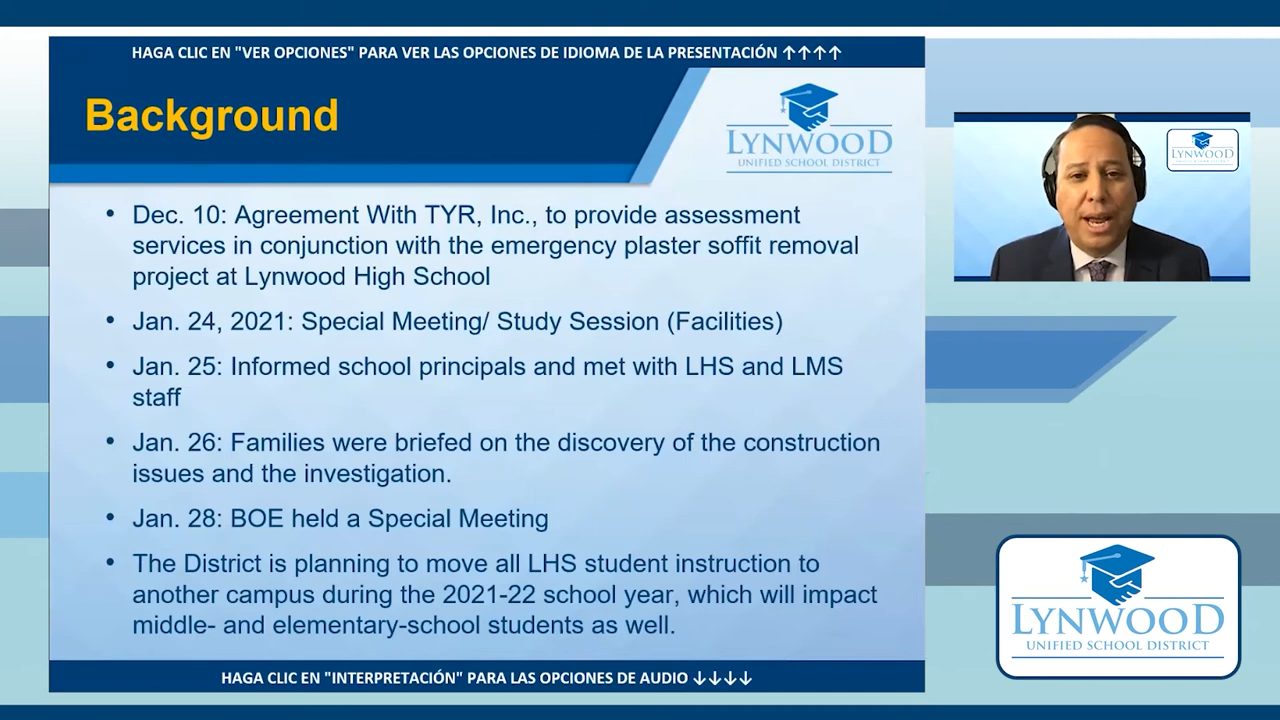 HAGA CLIC EN "VER OPCIONES" PARA VER LAS OPCIONES DE IDIOMA DE LA PRESENTACIÓN ↑↑↑↑
Background
LYNWOOD
UNIFIED SCHOOL DISTRICT
• Dec. 10: Agreement With TYR, Inc., to provide assessment
services in conjunction with the emergency plaster soffit removal
project at Lynwood High School
• Jan. 24, 2021: Special Meeting/ Study Session (Facilities)
• Jan. 25: Informed school principals and met with LHS and LMS
staff
• Jan. 26: Families were briefed on the discovery of the construction
issues and the investigation.
• Jan. 28: BOE held a Special Meeting
• The District is planning to move all LHS student instruction to
another campus during the 2021-22 school year, which will impact
middle- and elementary-school students as well.
HAGA CLIC EN "INTERPRETACIÓN" PARA LAS OPCIONES DE AUDIO ↓↓↓↓
LYNWOOD
LYNWOOD
UNIFIED SCHOOL DISTRICT